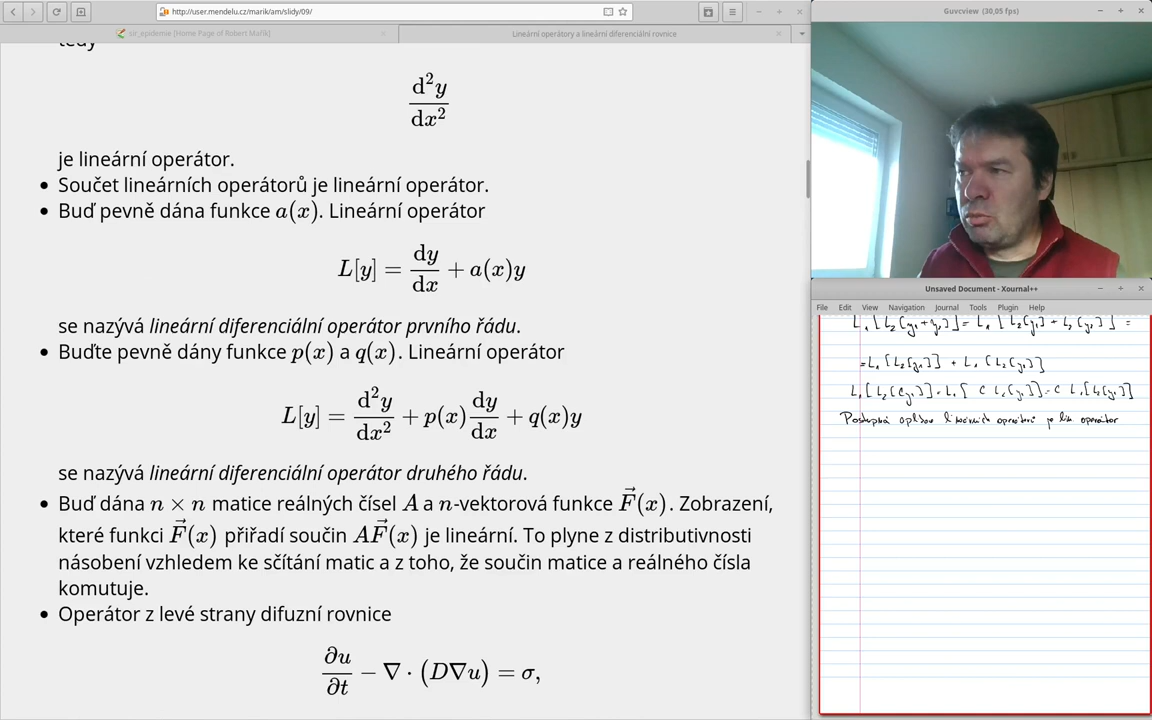 http://user.mendelu.cz/marik/am/slidy/09/
Guvcview (30,05 fps)
sir_epidemie [Home Page of Robert Mařík]
Lineární operátory a lineární diferenciální rovnice
tedy
d²y
dx²
je lineární operátor.
Součet lineárních operátorů je lineární operátor.
Buď pevně dána funkce a(x). Lineární operátor
L[y] = dy/dx + a(x)y
se nazývá lineární diferenciální operátor prvního řádu.
Buďte pevně dány funkce p(x) a q(x). Lineární operátor
L[y] = d²y/dx² + p(x) dy/dx + q(x)y
se nazývá lineární diferenciální operátor druhého řádu.
Buď dána n × n matice reálných čísel A a n-vektorová funkce F⃗(x). Zobrazení,
které funkci F⃗(x) přiřadí součin AF⃗(x) je lineární. To plyne z distributivnosti
násobení vzhledem ke sčítání matic a z toho, že součin matice a reálného čísla
komutuje.
Operátor z levé strany difuzní rovnice
∂u/∂t − ∇ · (D∇u) = σ,
Unsaved Document - Xournal++
File Edit View Navigation Journal Tools Plugin Help
je lin operátor